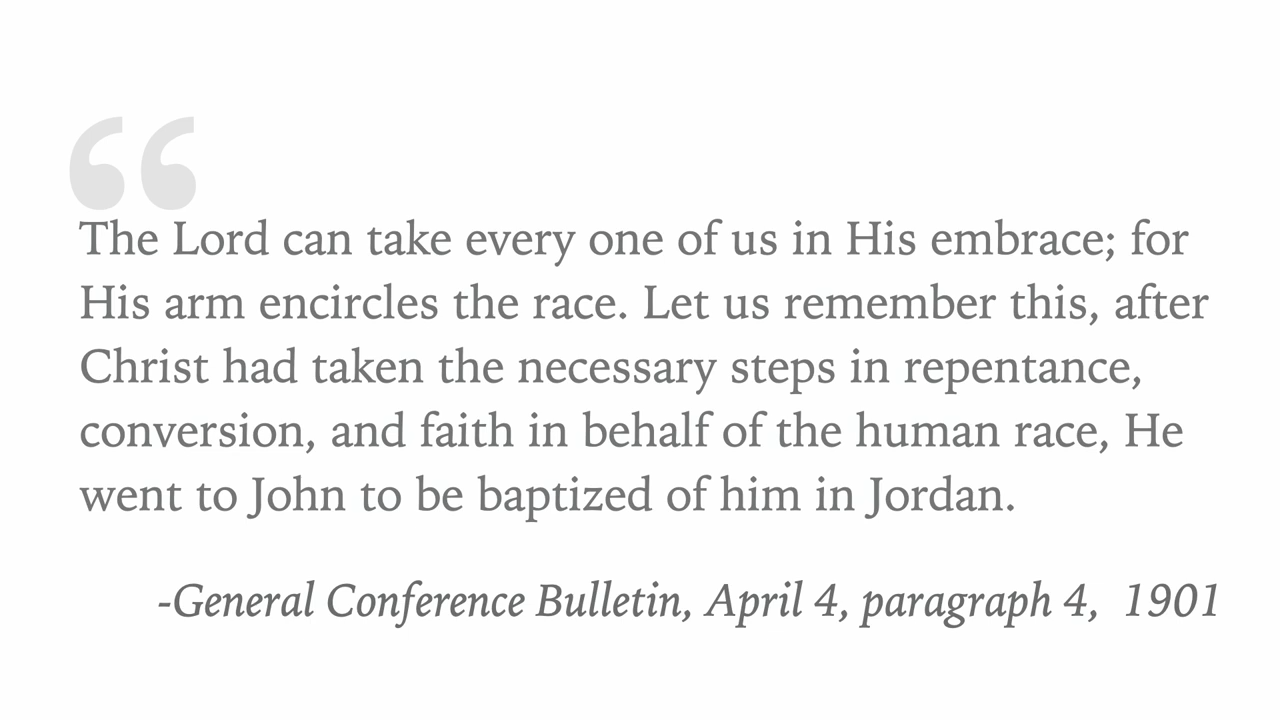 “
The Lord can take every one of us in His embrace; for
His arm encircles the race. Let us remember this, after
Christ had taken the necessary steps in repentance,
conversion, and faith in behalf of the human race, He
went to John to be baptized of him in Jordan.
-General Conference Bulletin, April 4, paragraph 4,  1901